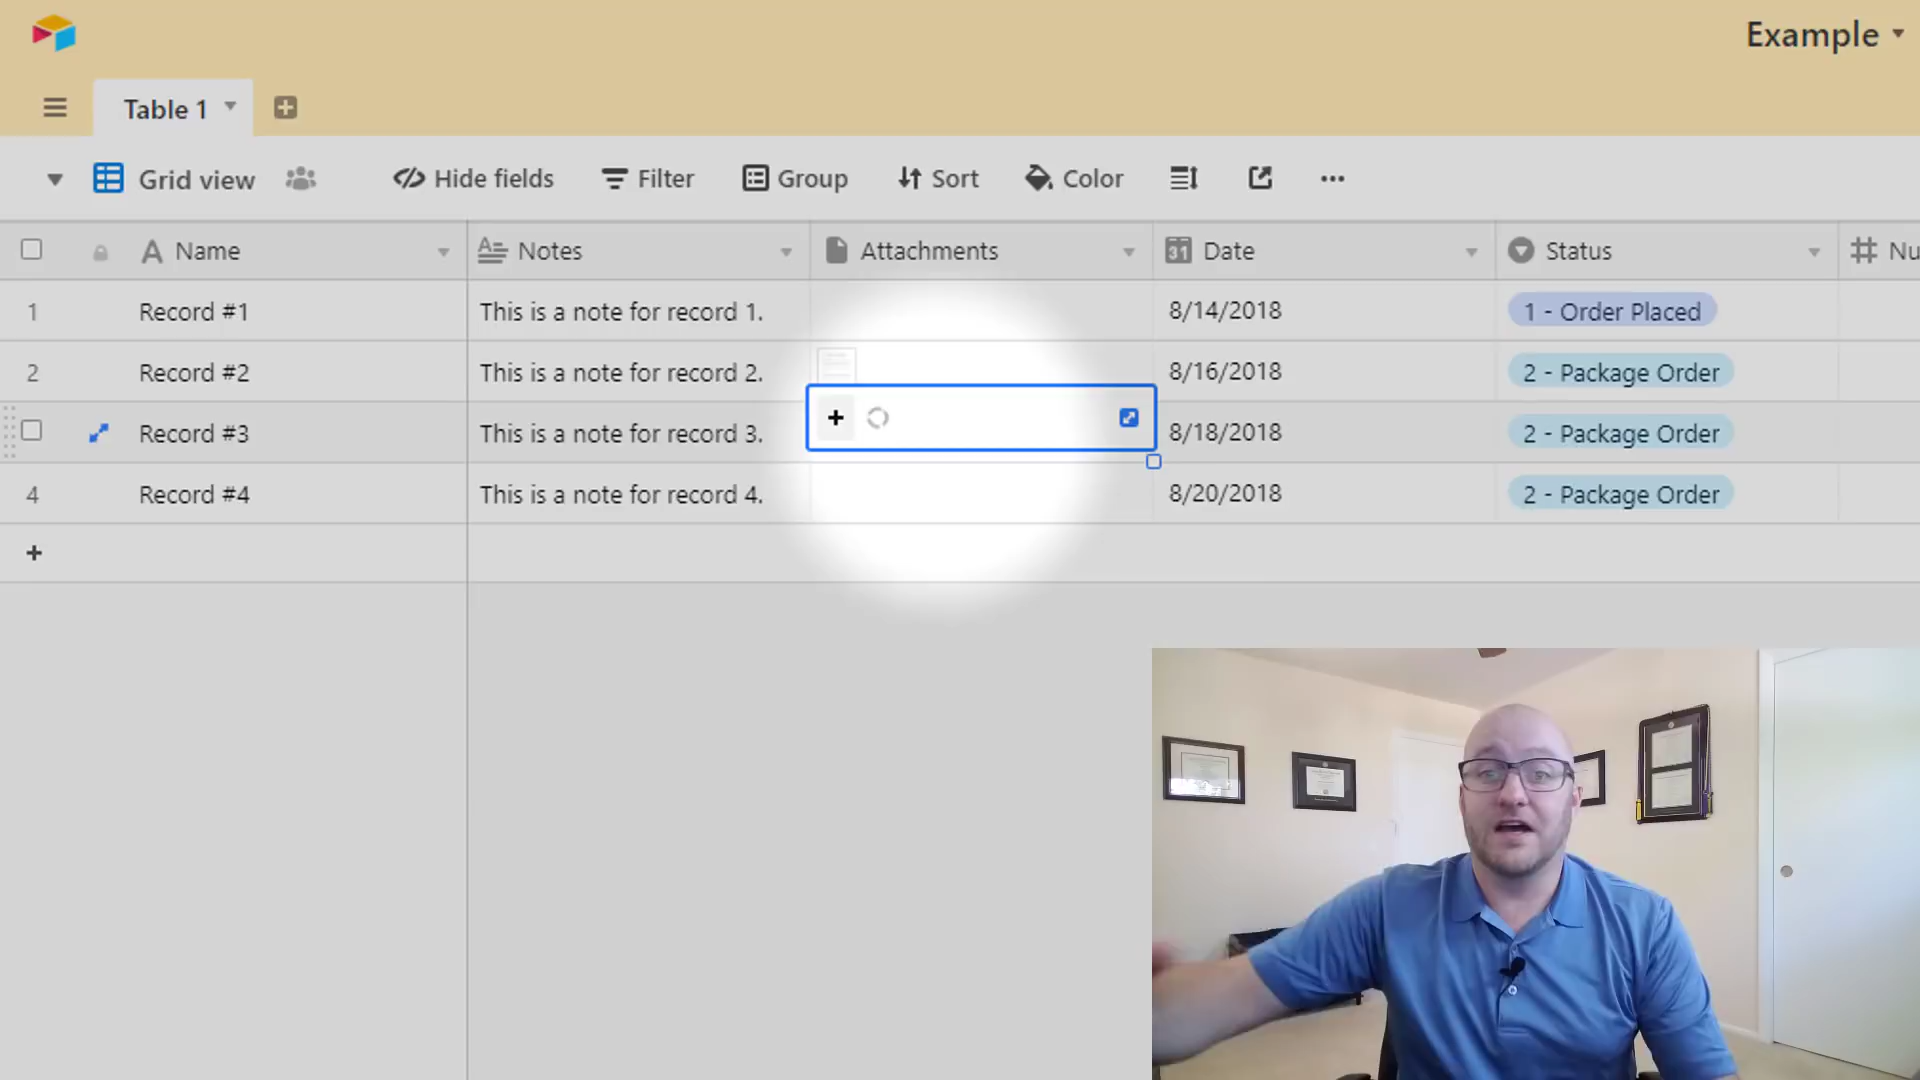 Example
Table 1
Grid view Hide fields Filter Group Sort Color
Name Notes Attachments 31 Date Status Nu
1 Record #1 This is a note for record 1. 8/14/2018 1 - Order Placed
2 Record #2 This is a note for record 2. 8/16/2018 2 - Package Order
Record #3 This is a note for record 3. 8/18/2018 2 - Package Order
4 Record #4 This is a note for record 4. 8/20/2018 2 - Package Order